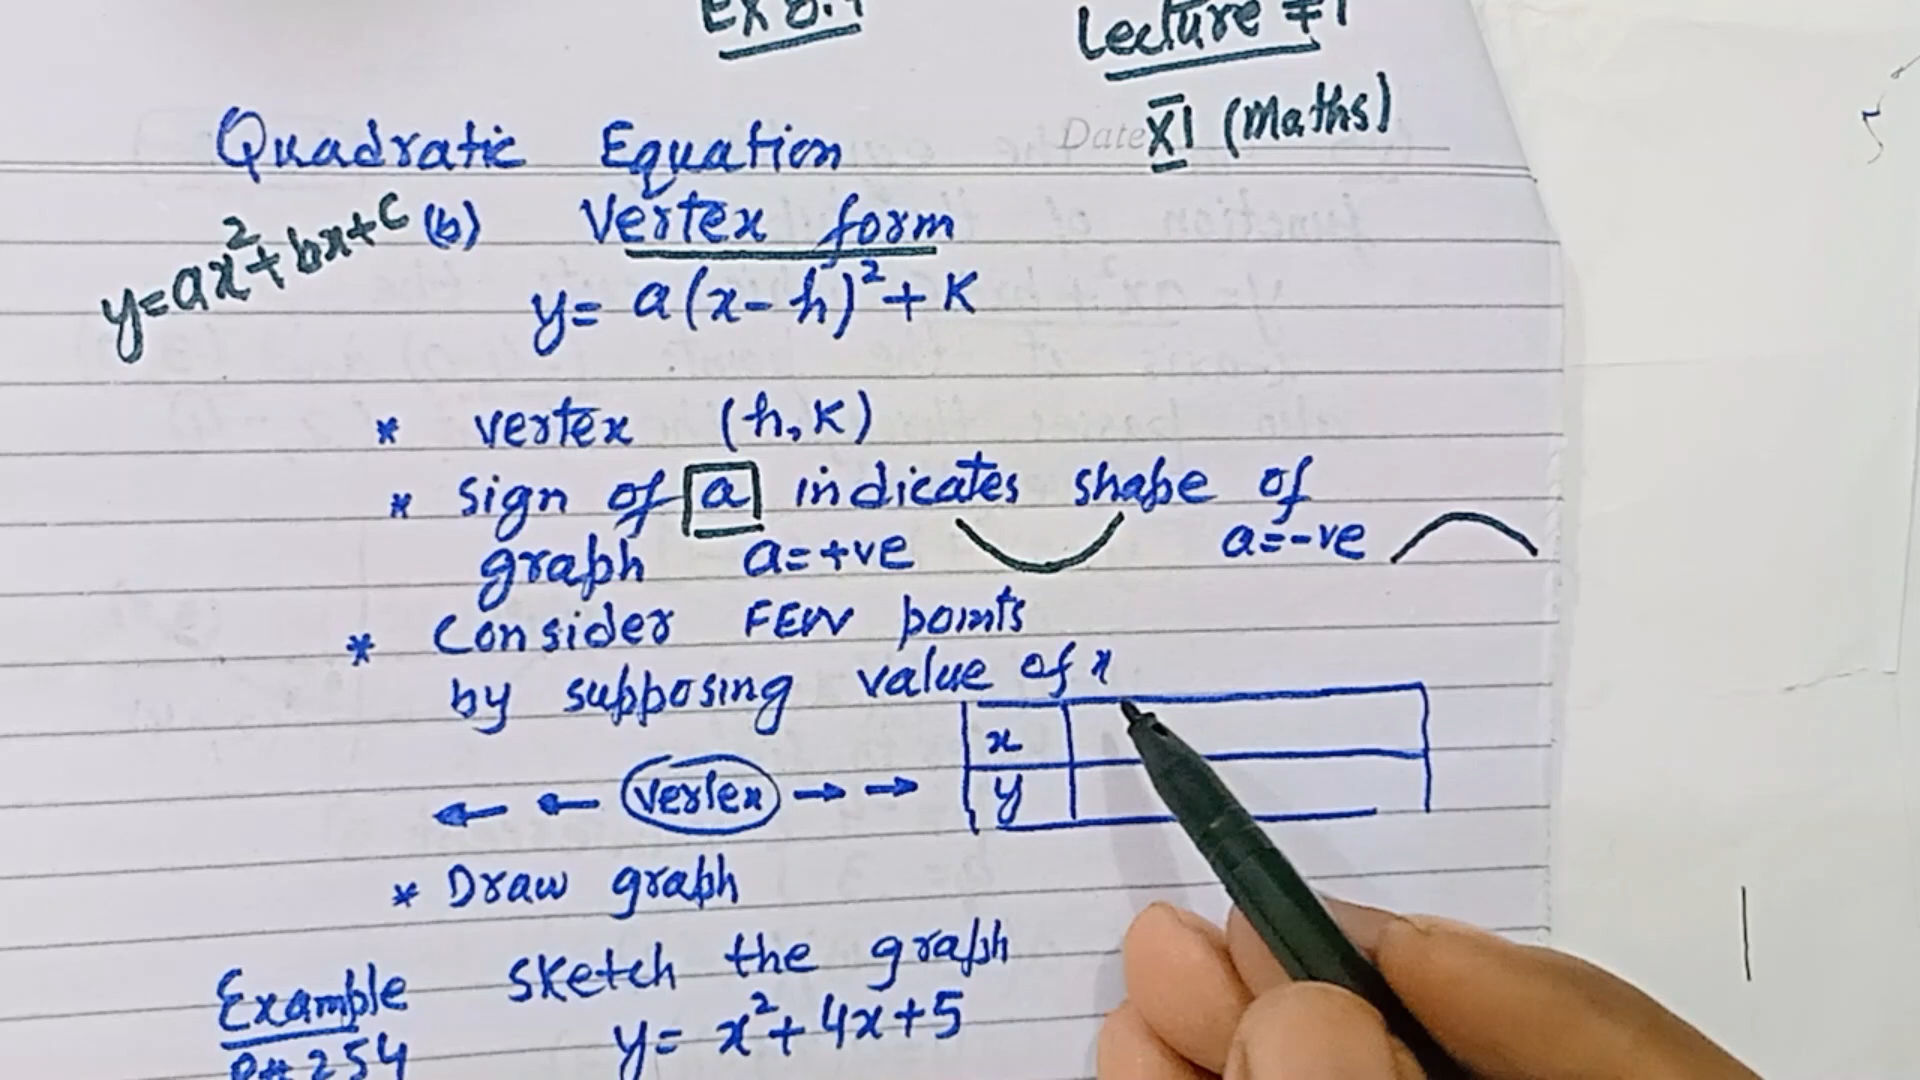 Ex 8.4
Lecture #1
XI (Maths)
Date
Quadratic Equation
y=ax²+bx+c (b) Vertex form
y= a(x-h)²+K
* vertex (h,K)
* Sign of a indicates shape of
graph a=+ve a=-ve
* Consider FEW points
by supposing value of x
x
y
← ← vertex → →
* Draw graph
Example sketch the graph
P# 254 y= x²+4x+5